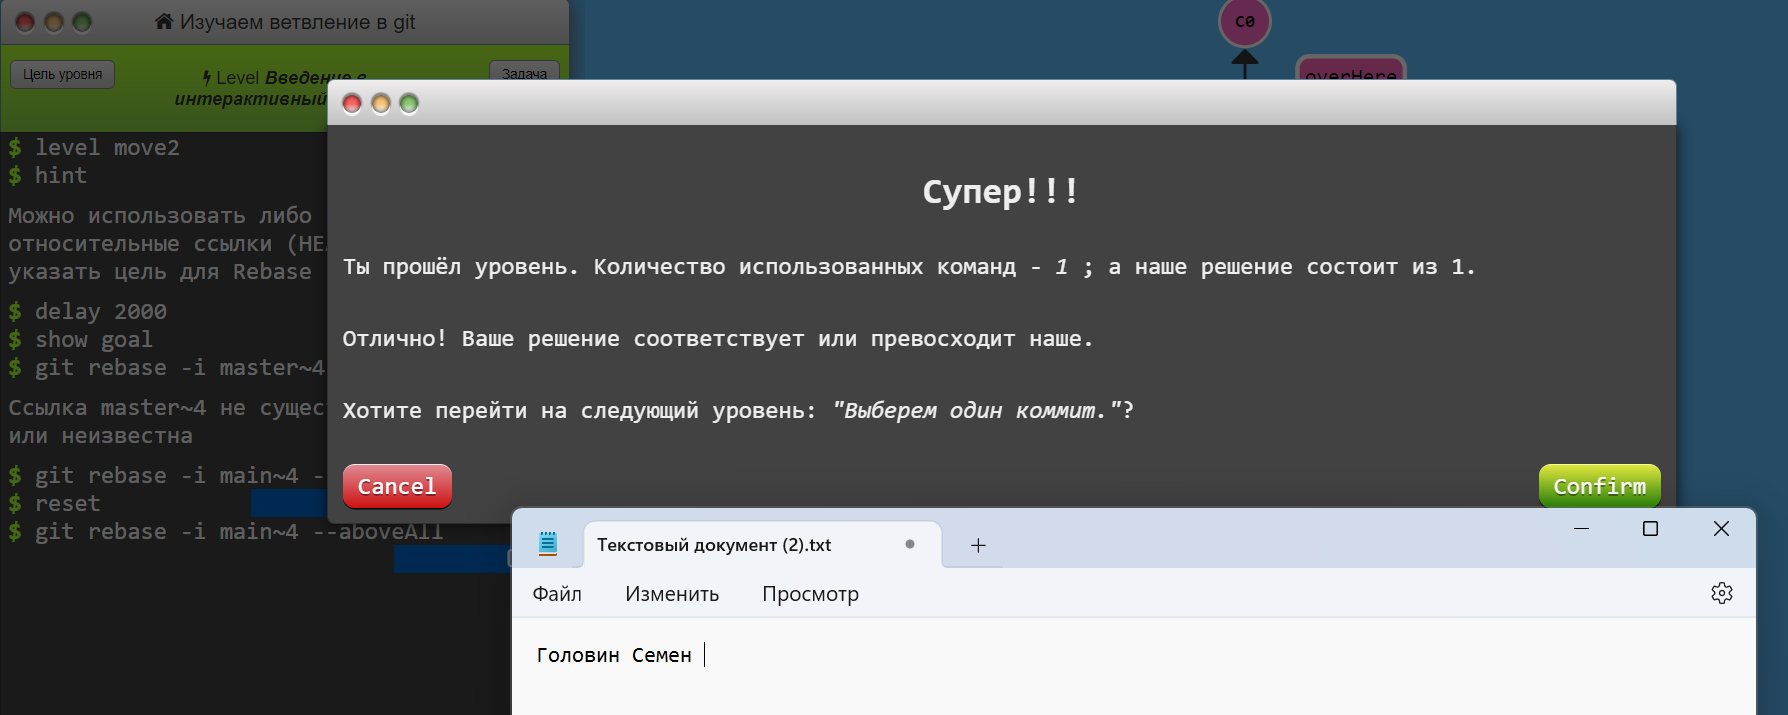 Изучаем ветвление в git
C0
Цель уровня
Level Введение в
интерактивный
Задача
overHere
$ level move2
$ hint
Можно использовать либо
относительные ссылки
указать цель для Rebase
$ delay 2000
$ show goal
$ git rebase -i master~4
Ссылка master~4 не
или неизвестна
$ git rebase -i main~4 -
$ reset
$ git rebase -i main~4 --aboveAll
Супер!!!
Ты прошёл уровень. Количество использованных команд - 1 ; а наше решение состоит из 1.
Отлично! Ваше решение соответствует или превосходит наше.
Хотите перейти на следующий уровень: "Выберем один коммит."?
Cancel
Confirm
Текстовый документ (2).txt
Файл
Изменить
Просмотр
Головин Семен